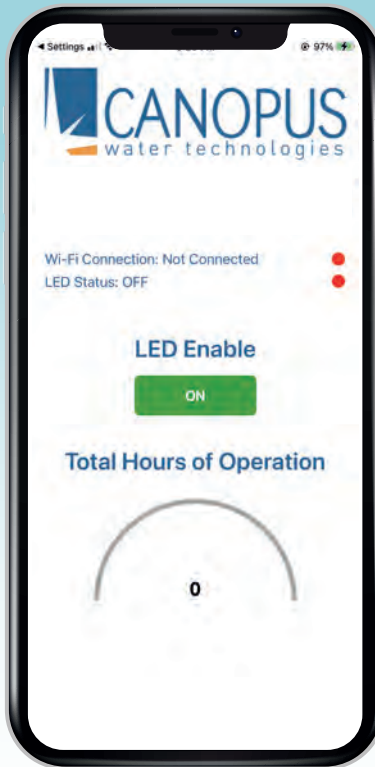 Settings
97%
CANOPUS
water technologies
Wi-Fi Connection: Not Connected
LED Status: OFF
LED Enable
ON
Total Hours of Operation
0